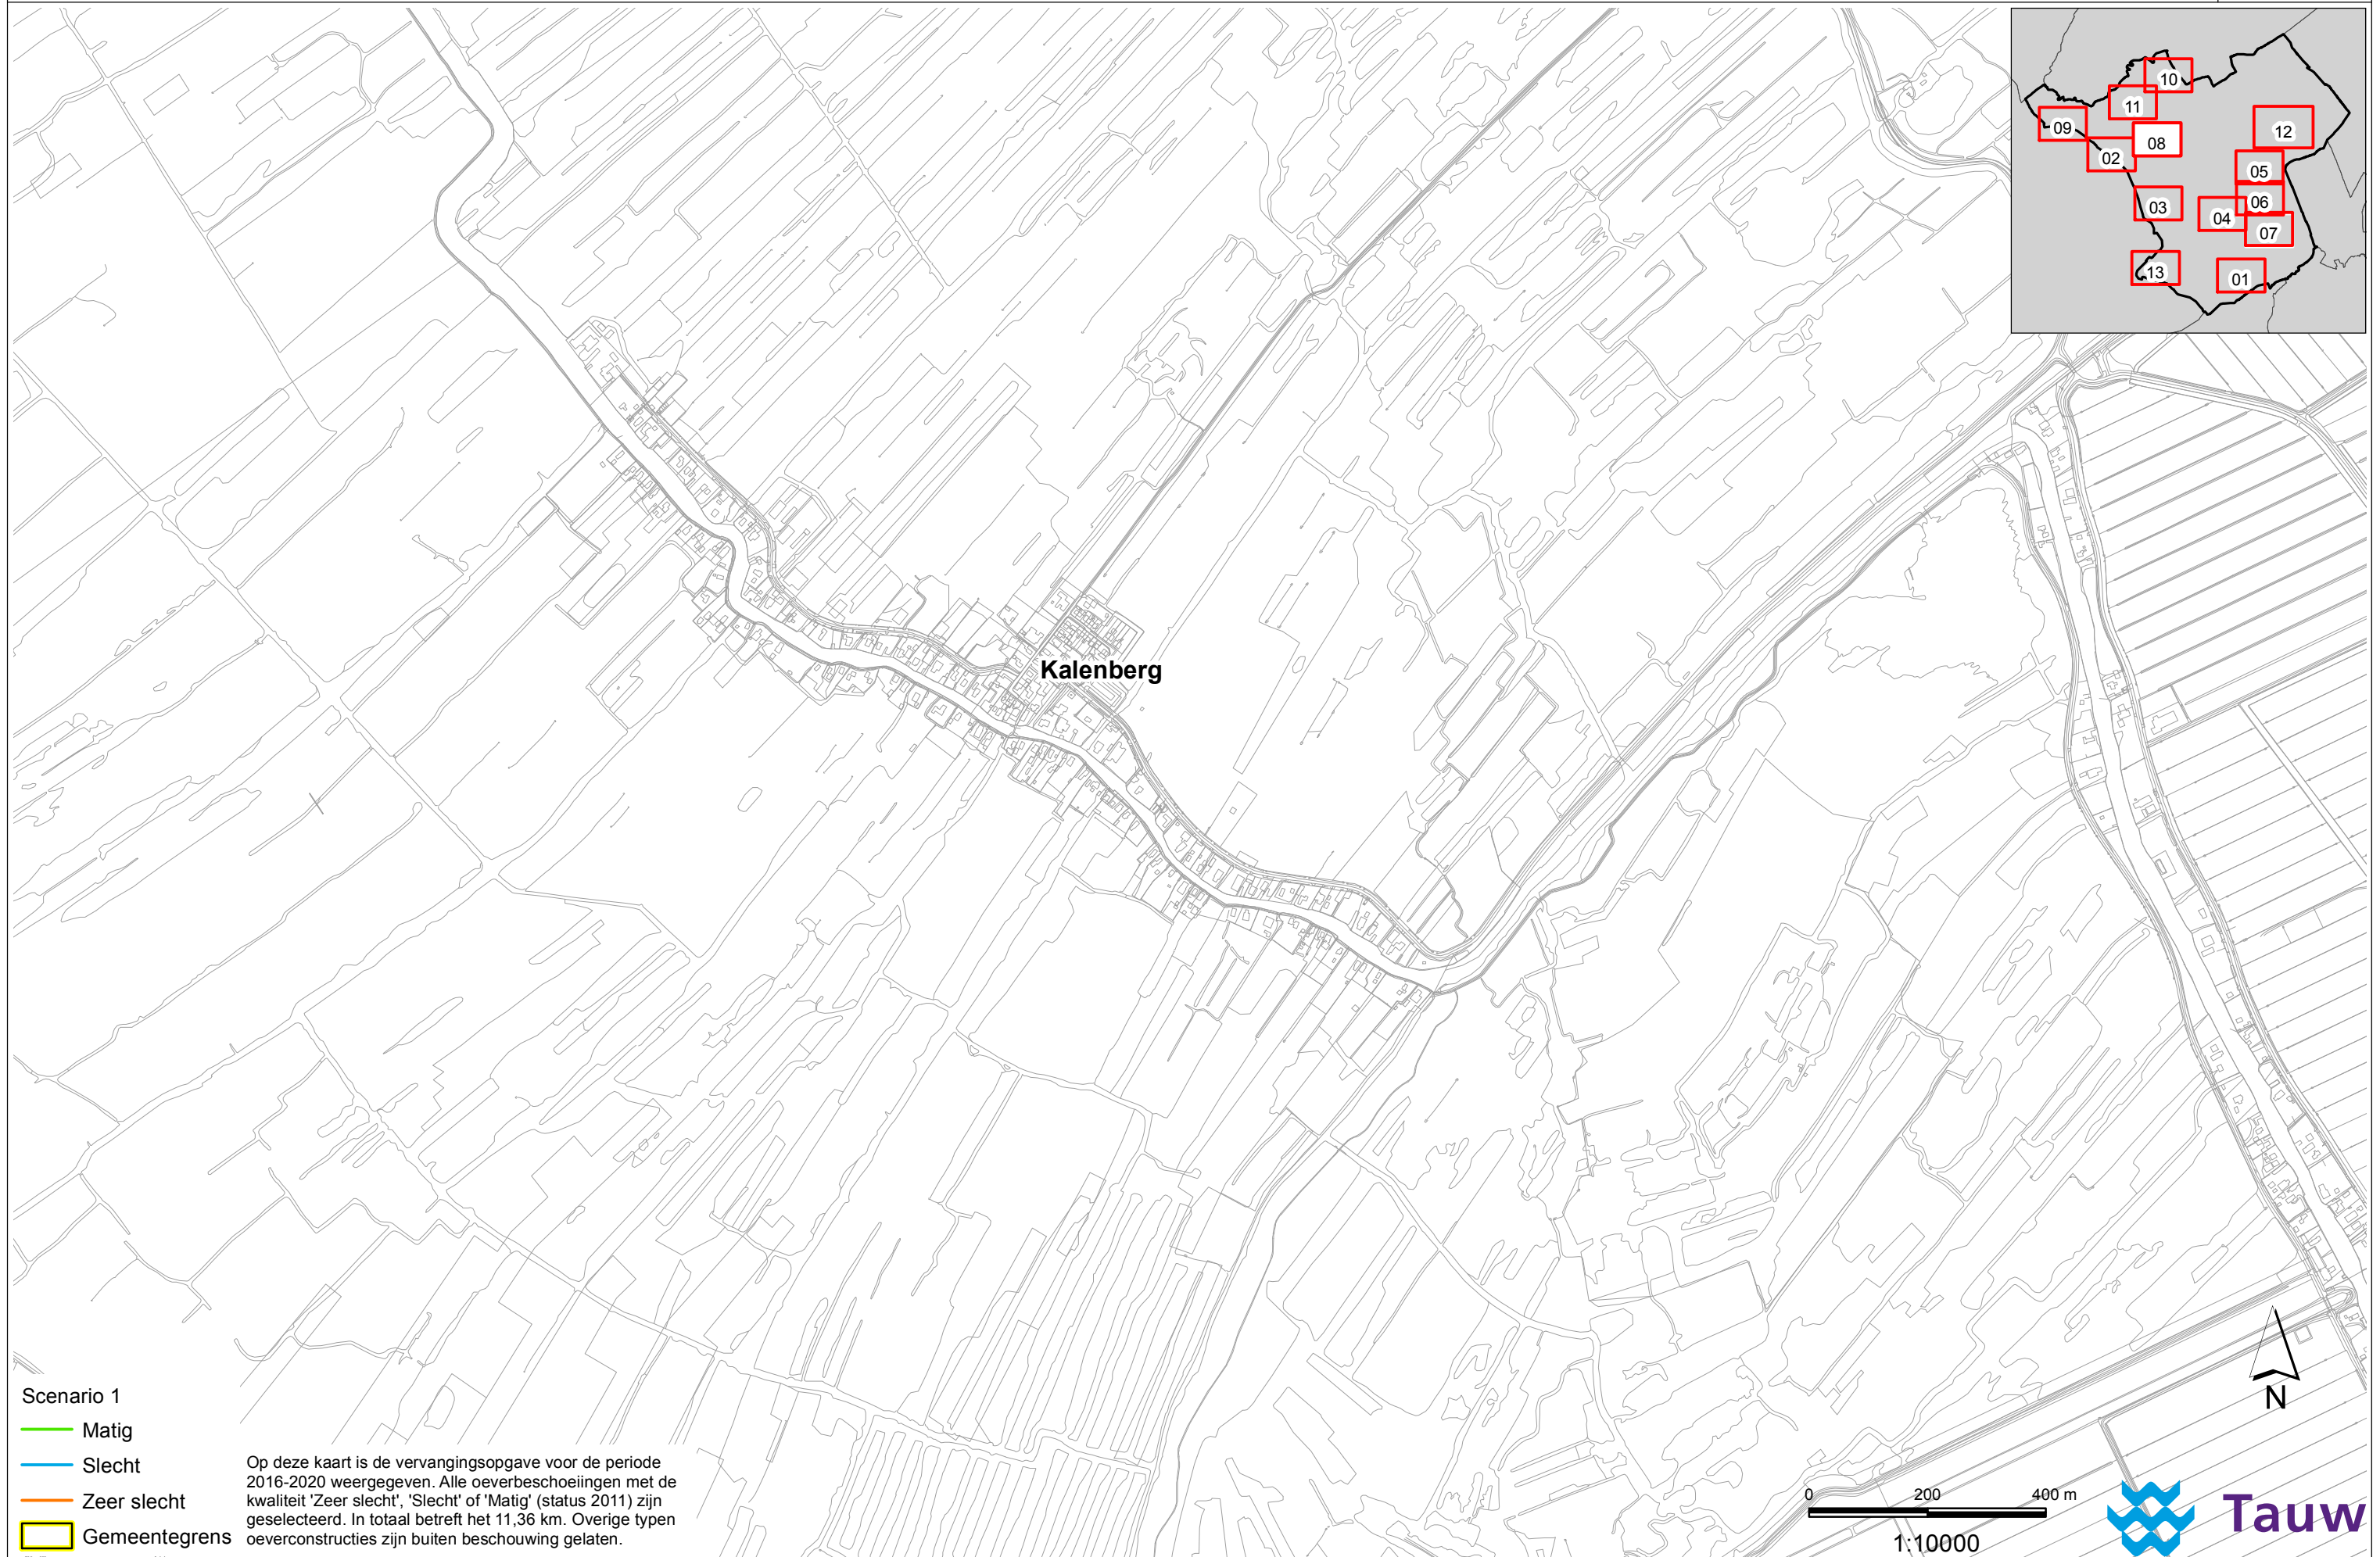 10
11
09
12
08
02
05
03
06
04
07
13
01
Kalenberg
Scenario 1
Matig
Slecht
Zeer slecht
Gemeentegrens
Op deze kaart is de vervangingsopgave voor de periode
2016-2020 weergegeven. Alle oeverbeschoeiingen met de
kwaliteit 'Zeer slecht', 'Slecht' of 'Matig' (status 2011) zijn
geselecteerd. In totaal betreft het 11,36 km. Overige typen
oeverconstructies zijn buiten beschouwing gelaten.
N
0 200 400 m
1:10000
Tauw